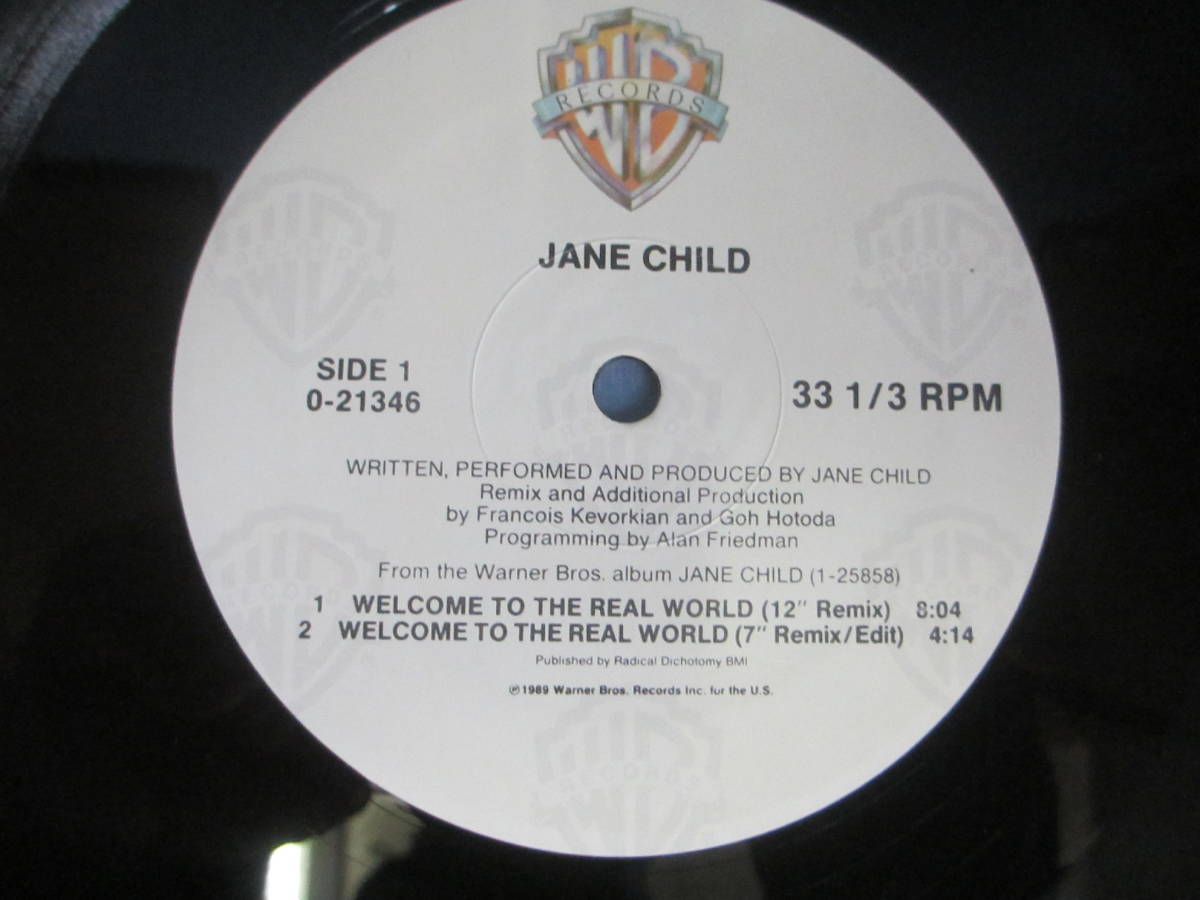 WB
RECORDS
JANE CHILD
SIDE 1
0-21346
33 1/3 RPM
WRITTEN, PERFORMED AND PRODUCED BY JANE CHILD
Remix and Additional Production
by Francois Kevorkian and Goh Hotoda
Programming by Alan Friedman
From the Warner Bros. album JANE CHILD (1-25858)
1 WELCOME TO THE REAL WORLD (12" Remix) 8:04
2 WELCOME TO THE REAL WORLD (7" Remix/Edit) 4:14
Published by Radical Dichotomy BMI
℗1989 Warner Bros. Records Inc. for the U.S.